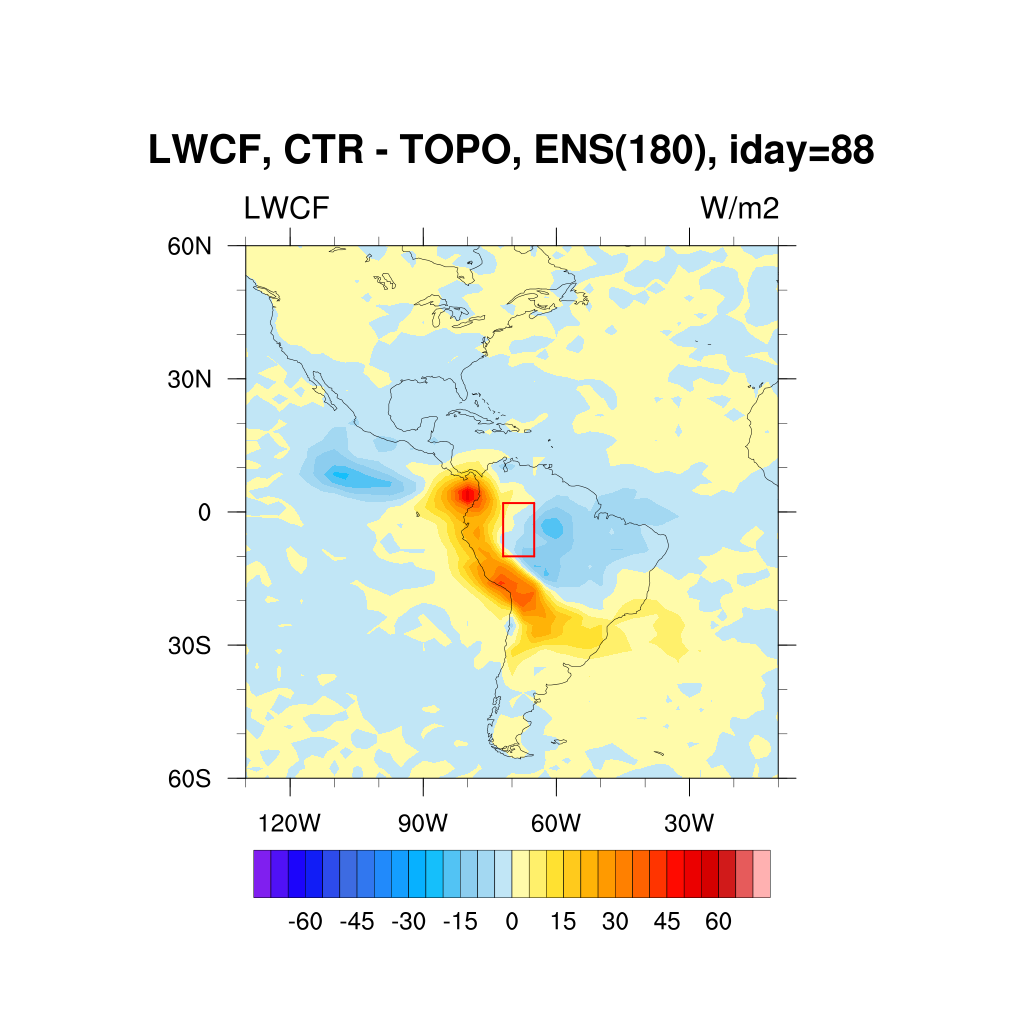 LWCF, CTR - TOPO, ENS(180), iday=88
LWCF W/m2
60N
30N
0
30S
60S
120W 90W 60W 30W
-60 -45 -30 -15 0 15 30 45 60